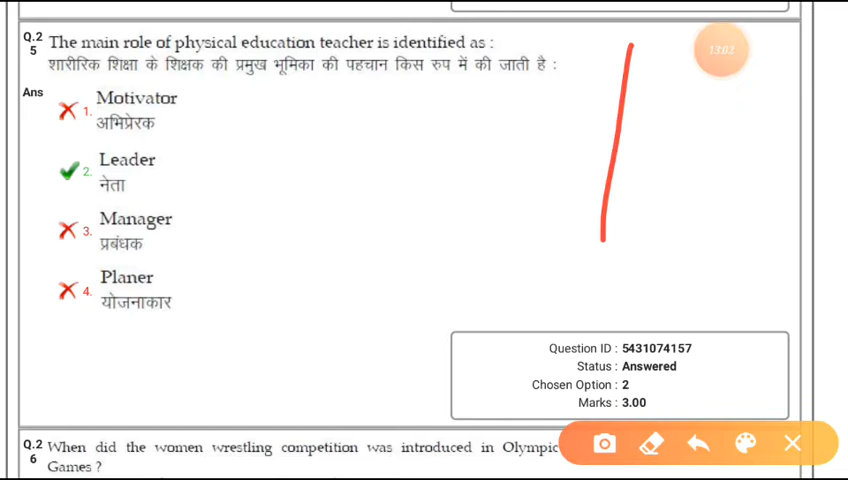 Q.2 The main role of physical education teacher is identified as :
5 शारीरिक शिक्षा के शिक्षक की प्रमुख भूमिका की पहचान किस रुप में की जाती है :
Ans
1. Motivator
अभिप्रेरक
2. Leader
नेता
3. Manager
प्रबंधक
4. Planer
योजनाकार
13:02
Question ID : 5431074157
Status : Answered
Chosen Option : 2
Marks : 3.00
Q.2 When did the women wrestling competition was introduced in Olympic
6 Games ?